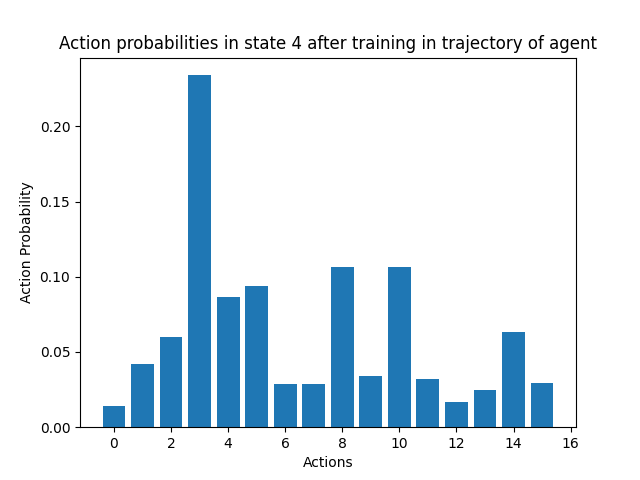 Action probabilities in state 4 after training in trajectory of agent
0.20
0.15
0.10
0.05
0.00
Action Probability
0 2 4 6 8 10 12 14 16
Actions